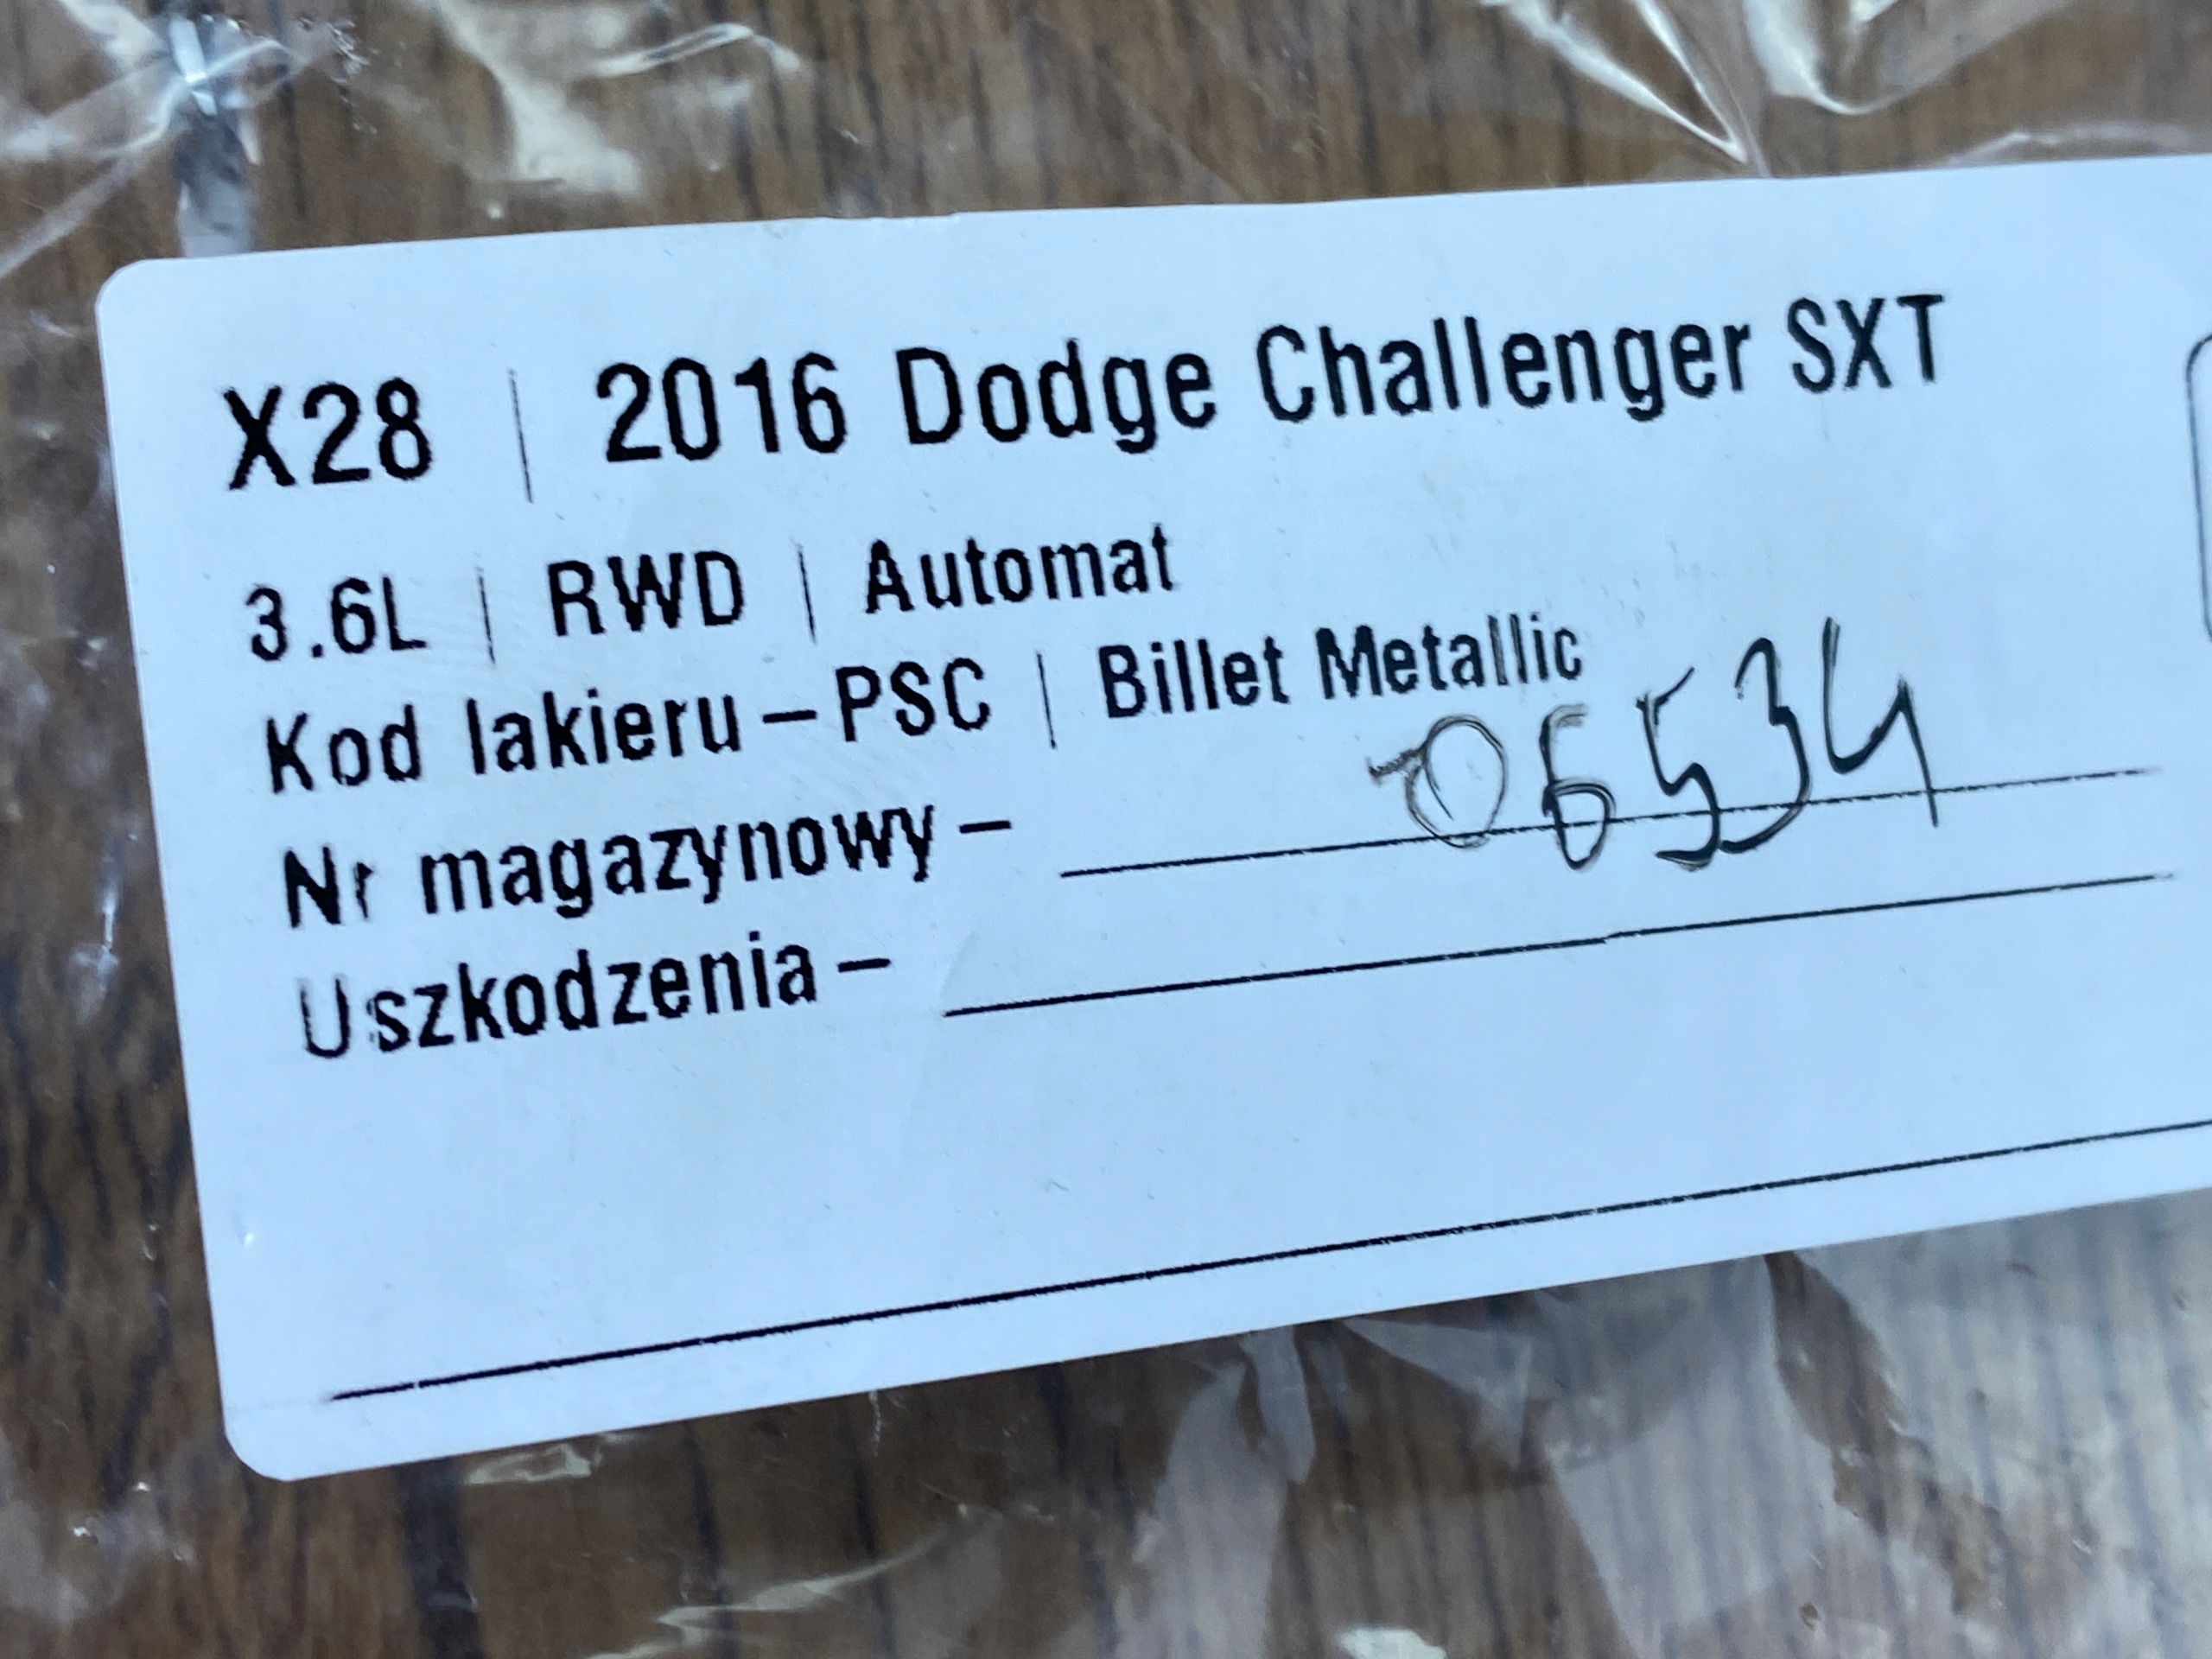 X28 | 2016 Dodge Challenger SXT
3.6L | RWD | Automat
Kod lakieru – PSC | Billet Metallic
Nr magazynowy – 06534
Uszkodzenia –